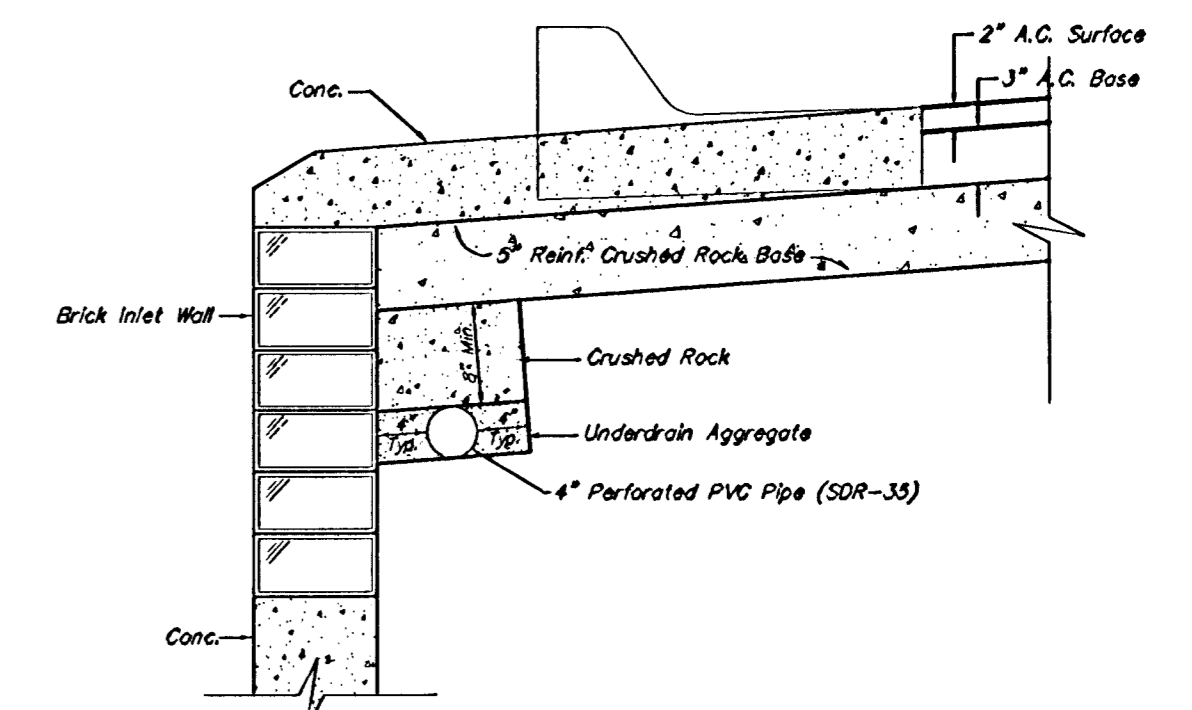 2" A.C. Surface
3" A.C. Base
Conc.
5" Reinf. Crushed Rock Base
Brick Inlet Wall
8" Min.
Crushed Rock
4" Typ.
4" Typ.
Underdrain Aggregate
4" Perforated PVC Pipe (SDR-35)
Conc.